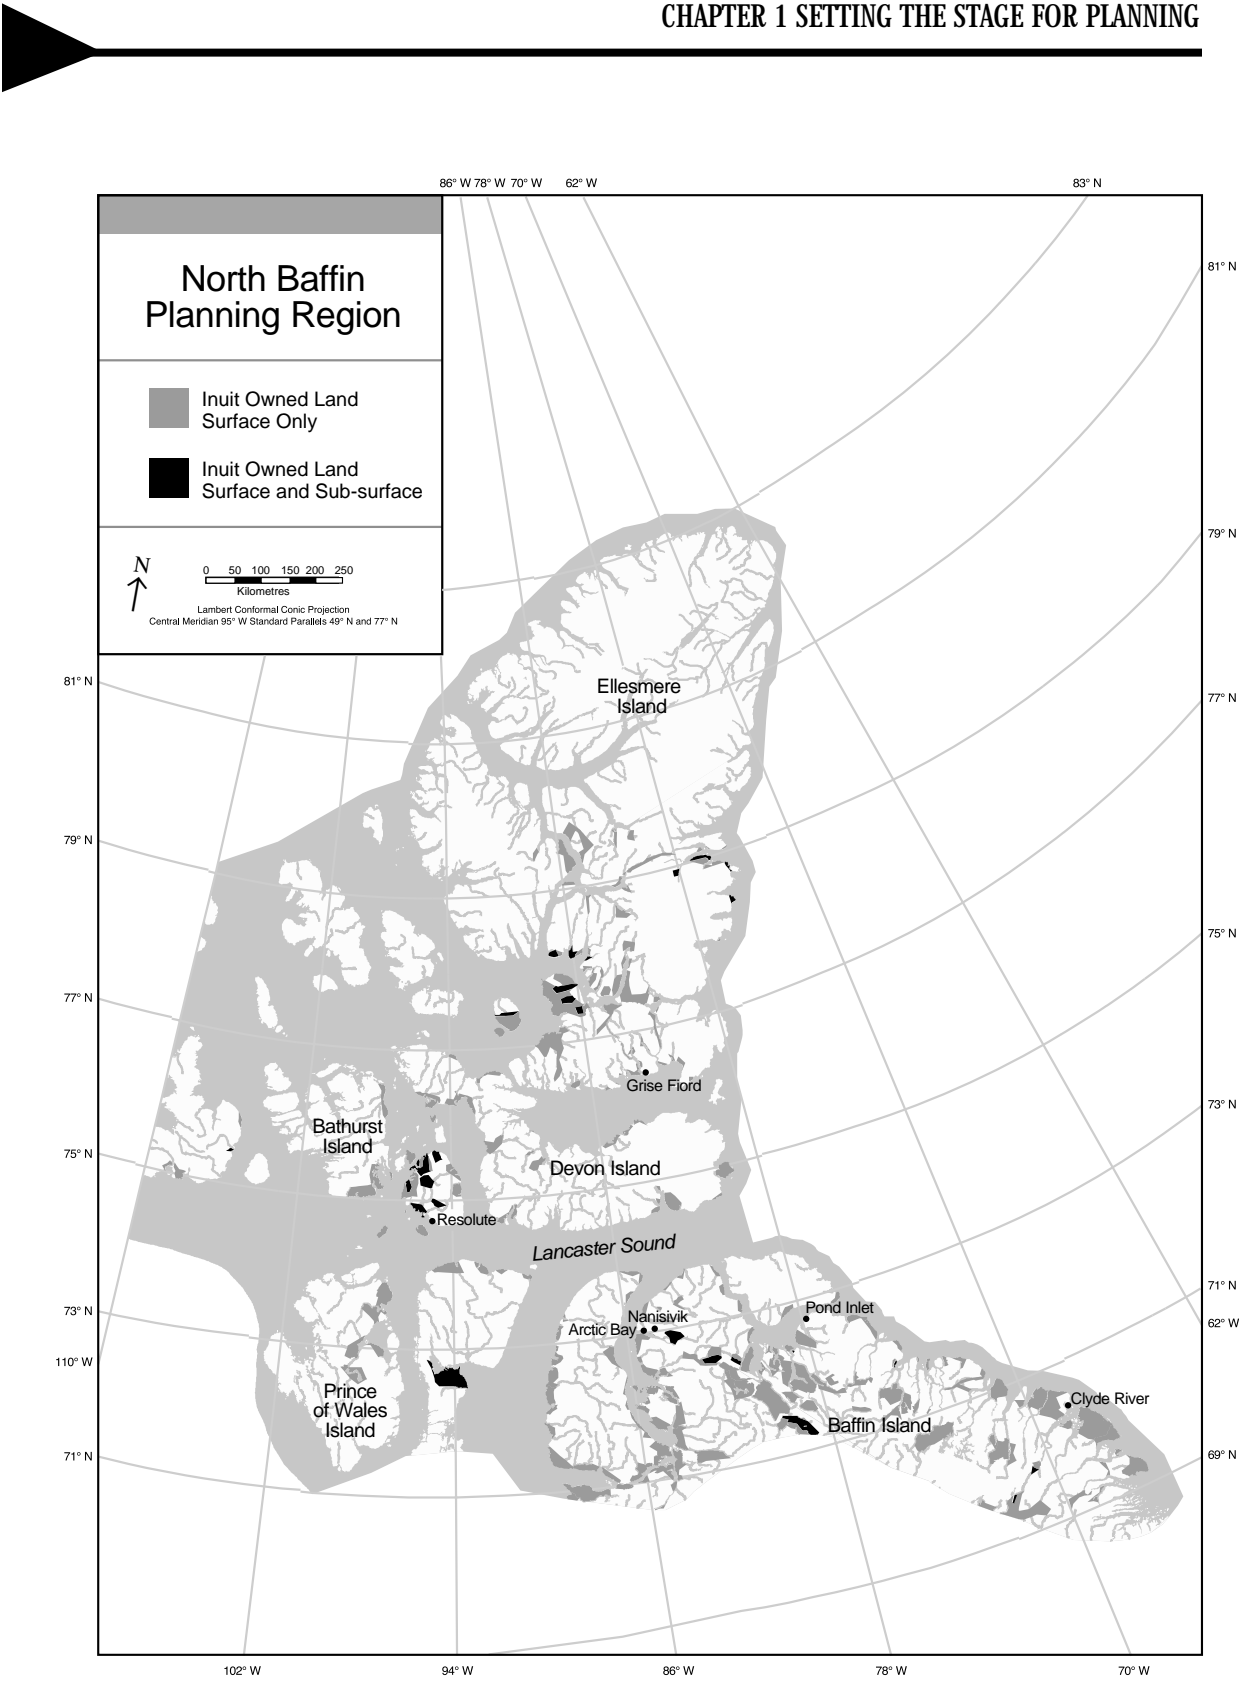 CHAPTER 1 SETTING THE STAGE FOR PLANNING
86° W 78° W 70° W 62° W 83° N
North Baffin
Planning Region
Inuit Owned Land
Surface Only
Inuit Owned Land
Surface and Sub-surface
N
0 50 100 150 200 250
Kilometres
Lambert Conformal Conic Projection
Central Meridian 95° W Standard Parallels 49° N and 77° N
81° N
79° N
77° N
75° N
73° N
71° N
62° W
69° N
81° N
79° N
77° N
75° N
73° N
110° W
71° N
Ellesmere
Island
Grise Fiord
Bathurst
Island
Devon Island
Resolute
Lancaster Sound
Pond Inlet
Nanisivik
Arctic Bay
Prince
of Wales
Island
Clyde River
Baffin Island
102° W 94° W 86° W 78° W 70° W